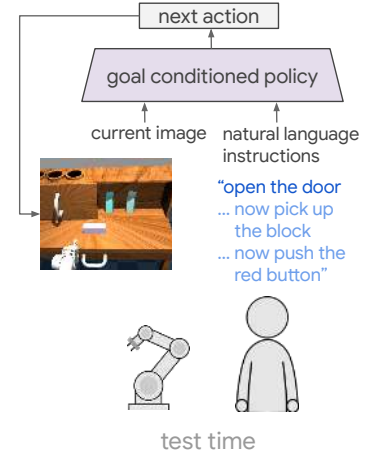 next action
goal conditioned policy
current image
natural language
instructions
“open the door
... now pick up
the block
... now push the
red button”
test time